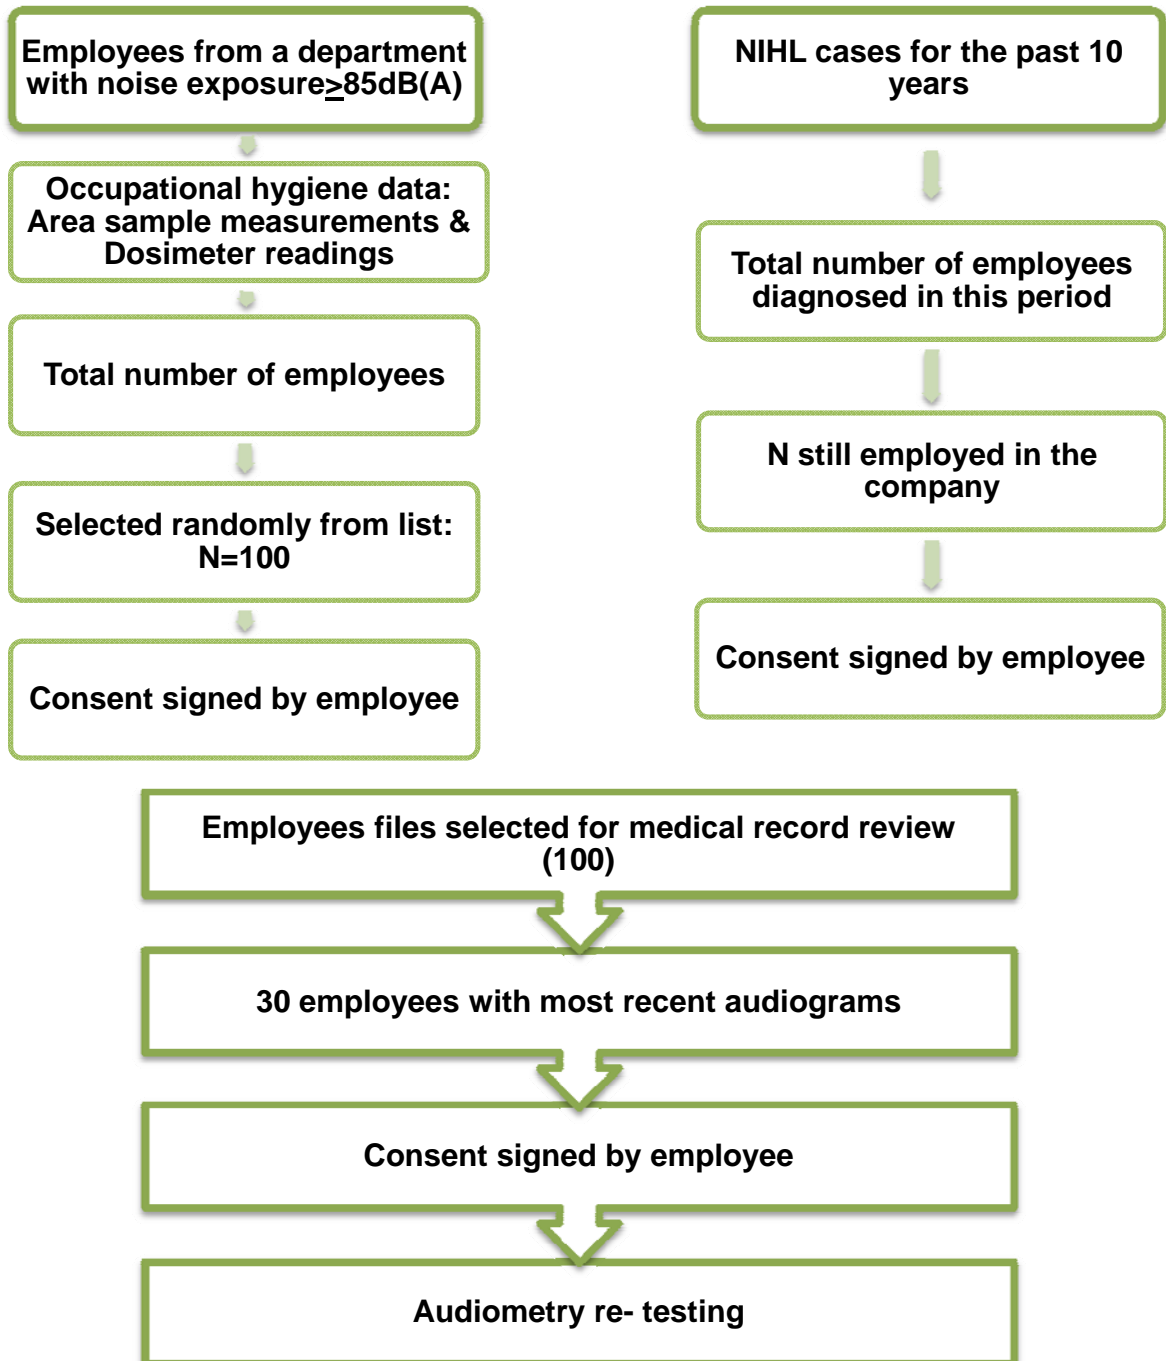 Employees from a department
with noise exposure≥85dB(A)
Occupational hygiene data:
Area sample measurements &
Dosimeter readings
Total number of employees
Selected randomly from list:
N=100
Consent signed by employee
NIHL cases for the past 10
years
Total number of employees
diagnosed in this period
N still employed in the
company
Consent signed by employee
Employees files selected for medical record review
(100)
30 employees with most recent audiograms
Consent signed by employee
Audiometry re- testing